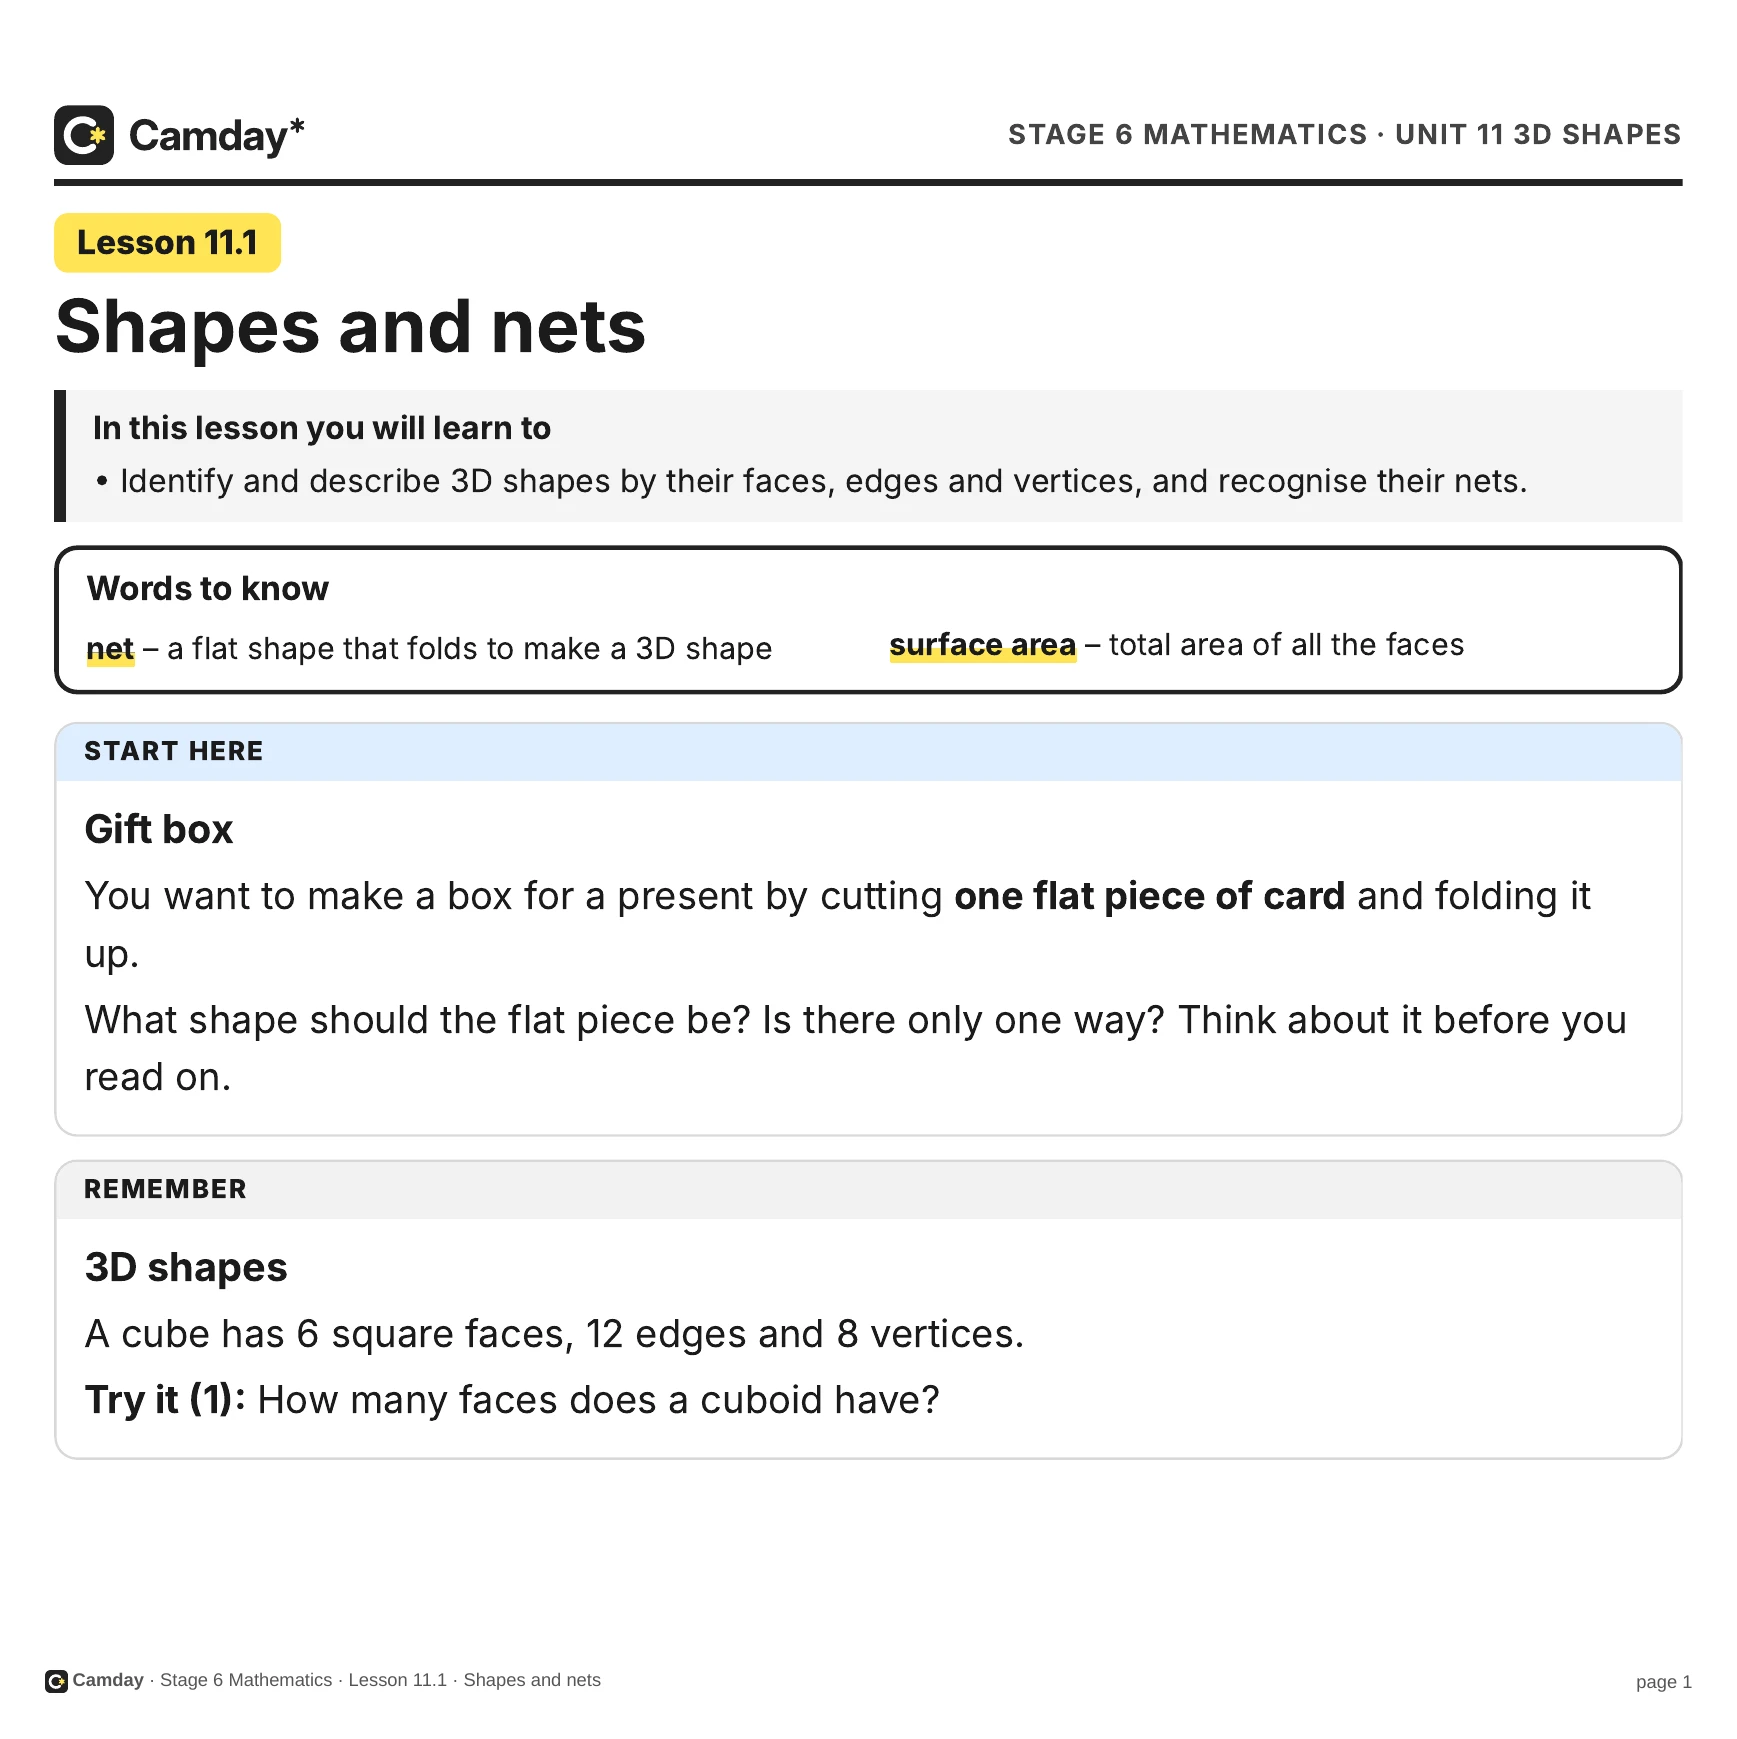 Camday*
STAGE 6 MATHEMATICS · UNIT 11 3D SHAPES
Lesson 11.1
Shapes and nets
In this lesson you will learn to
• Identify and describe 3D shapes by their faces, edges and vertices, and recognise their nets.
Words to know
net – a flat shape that folds to make a 3D shape
surface area – total area of all the faces
START HERE
Gift box
You want to make a box for a present by cutting one flat piece of card and folding it
up.
What shape should the flat piece be? Is there only one way? Think about it before you
read on.
REMEMBER
3D shapes
A cube has 6 square faces, 12 edges and 8 vertices.
Try it (1): How many faces does a cuboid have?
Camday · Stage 6 Mathematics · Lesson 11.1 · Shapes and nets
page 1